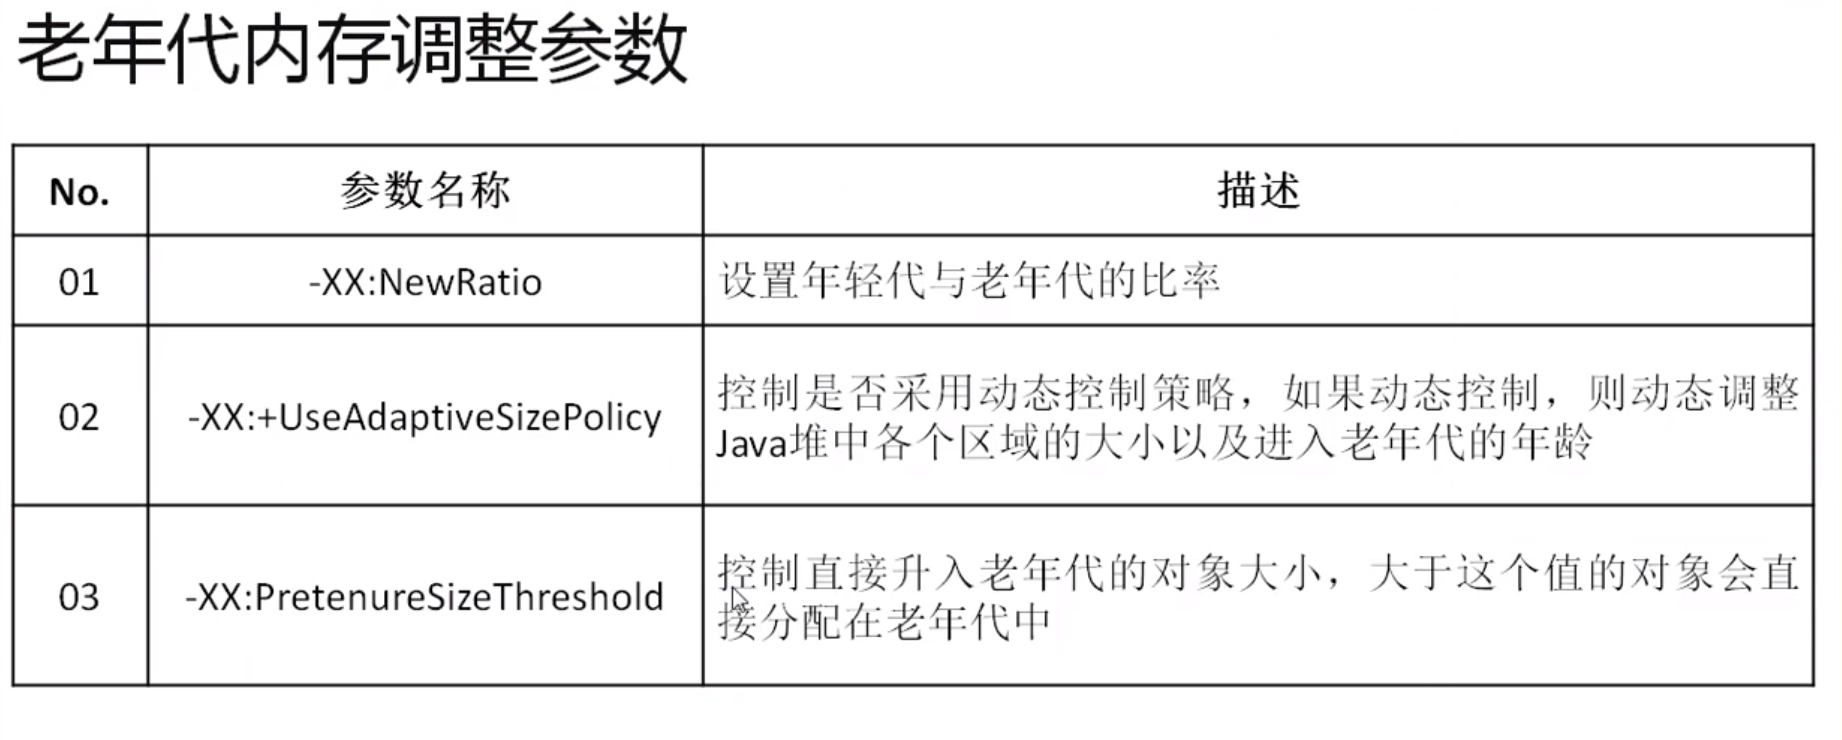 老年代内存调整参数
No. 参数名称 描述
01 -XX:NewRatio 设置年轻代与老年代的比率
02 -XX:+UseAdaptiveSizePolicy 控制是否采用动态控制策略，如果动态控制，则动态调整
Java堆中各个区域的大小以及进入老年代的年龄
03 -XX:PretenureSizeThreshold 控制直接升入老年代的对象大小，大于这个值的对象会直
接分配在老年代中